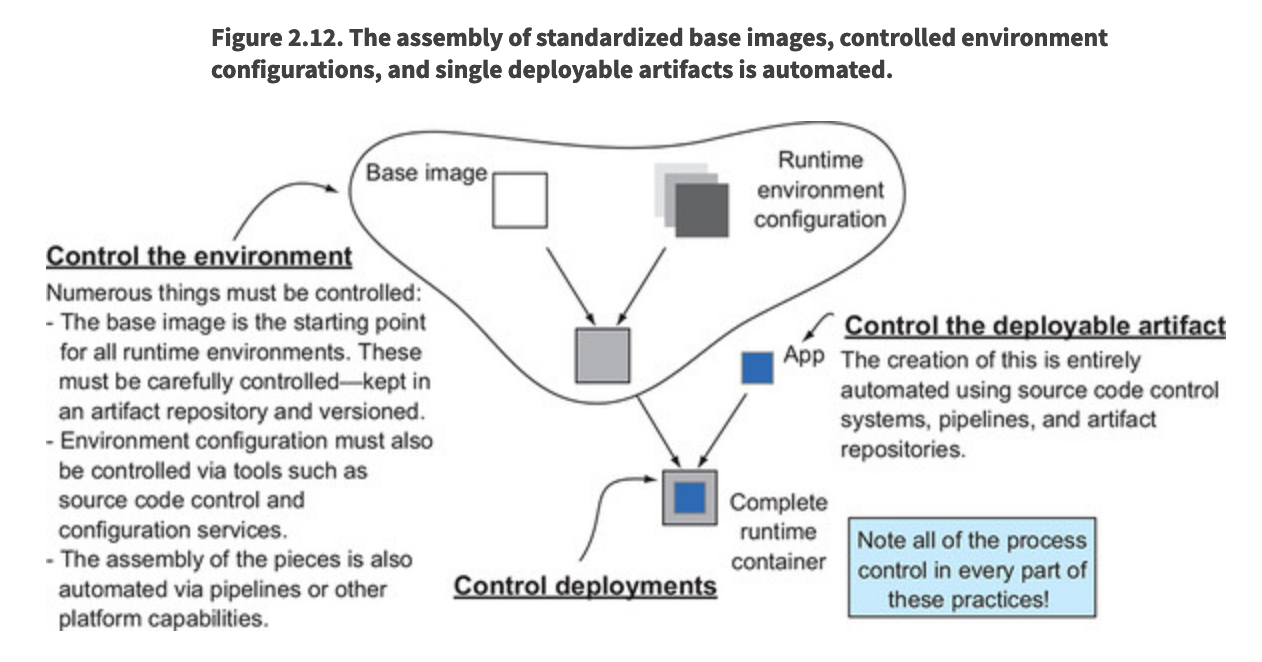 Figure 2.12. The assembly of standardized base images, controlled environment
configurations, and single deployable artifacts is automated.
Base image
Runtime
environment
configuration
Control the environment
Numerous things must be controlled:
- The base image is the starting point
for all runtime environments. These
must be carefully controlled—kept in
an artifact repository and versioned.
- Environment configuration must also
be controlled via tools such as
source code control and
configuration services.
- The assembly of the pieces is also
automated via pipelines or other
platform capabilities.
App
Control the deployable artifact
The creation of this is entirely
automated using source code control
systems, pipelines, and artifact
repositories.
Complete
runtime
container
Control deployments
Note all of the process
control in every part of
these practices!